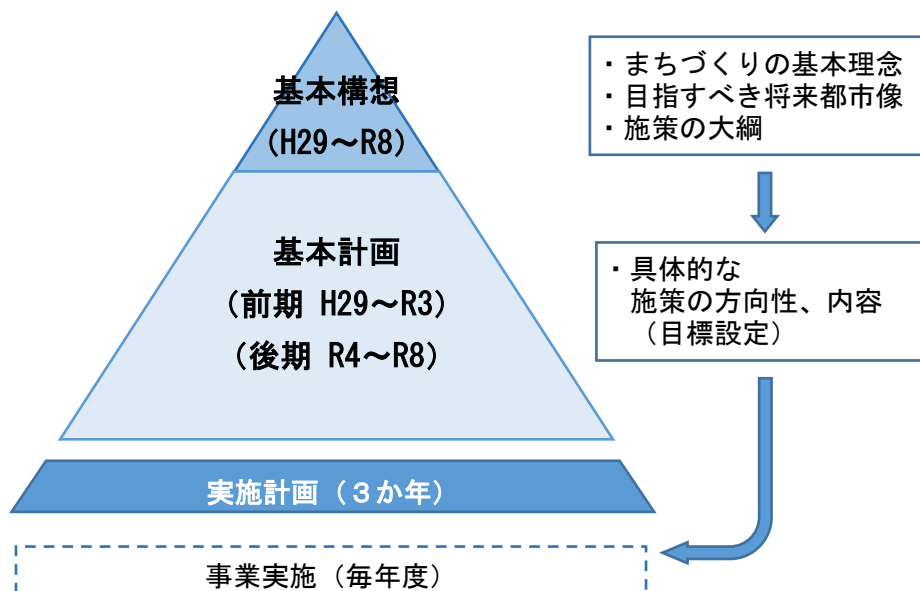 基本構想
(H29～R8)
基本計画
(前期 H29～R3)
(後期 R4～R8)
実施計画（３か年）
事業実施（毎年度）
・まちづくりの基本理念
・目指すべき将来都市像
・施策の大綱
・具体的な
施策の方向性、内容
（目標設定）